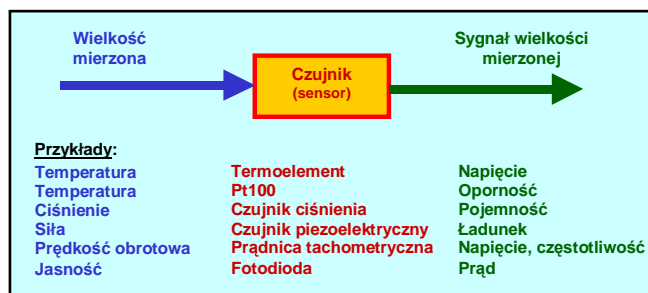 Wielkość
mierzona
Czujnik
(sensor)
Sygnał wielkości
mierzonej
Przykłady:
Temperatura Termoelement Napięcie
Temperatura Pt100 Oporność
Ciśnienie Czujnik ciśnienia Pojemność
Siła Czujnik piezoelektryczny Ładunek
Prędkość obrotowa Prądnica tachometryczna Napięcie, częstotliwość
Jasność Fotodioda Prąd